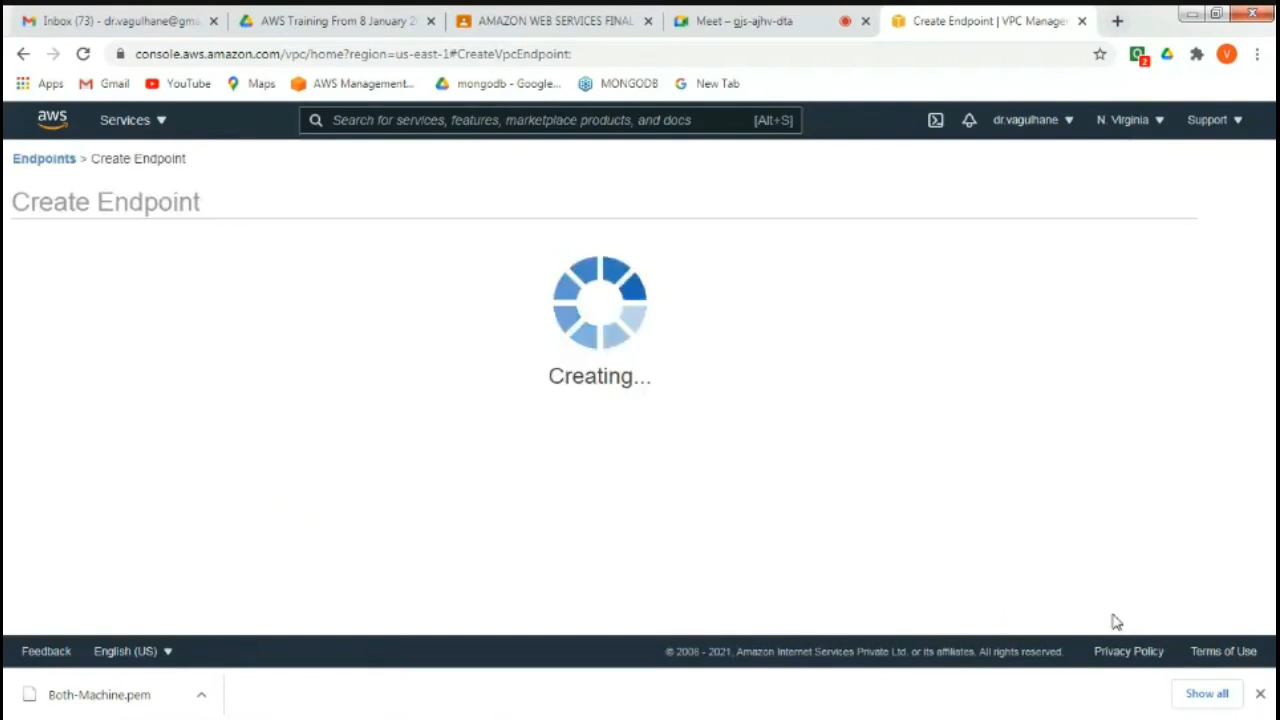 Inbox (73) - dr.vagulhane@gma
AWS Training From 8 January 2
AMAZON WEB SERVICES FINAL
Meet – gjs-ajhv-dta
Create Endpoint | VPC Manage
console.aws.amazon.com/vpc/home?region=us-east-1#CreateVpcEndpoint:
2
V
Apps
Gmail
YouTube
Maps
AWS Management...
mongodb - Google...
MONGODB
New Tab
aws
Services
Search for services, features, marketplace products, and docs
[Alt+S]
dr.vagulhane
N. Virginia
Support
Endpoints > Create Endpoint
Create Endpoint
Creating...
Feedback
English (US)
© 2008 - 2021, Amazon Internet Services Private Ltd. or its affiliates. All rights reserved.
Privacy Policy
Terms of Use
Both-Machine.pem
Show all